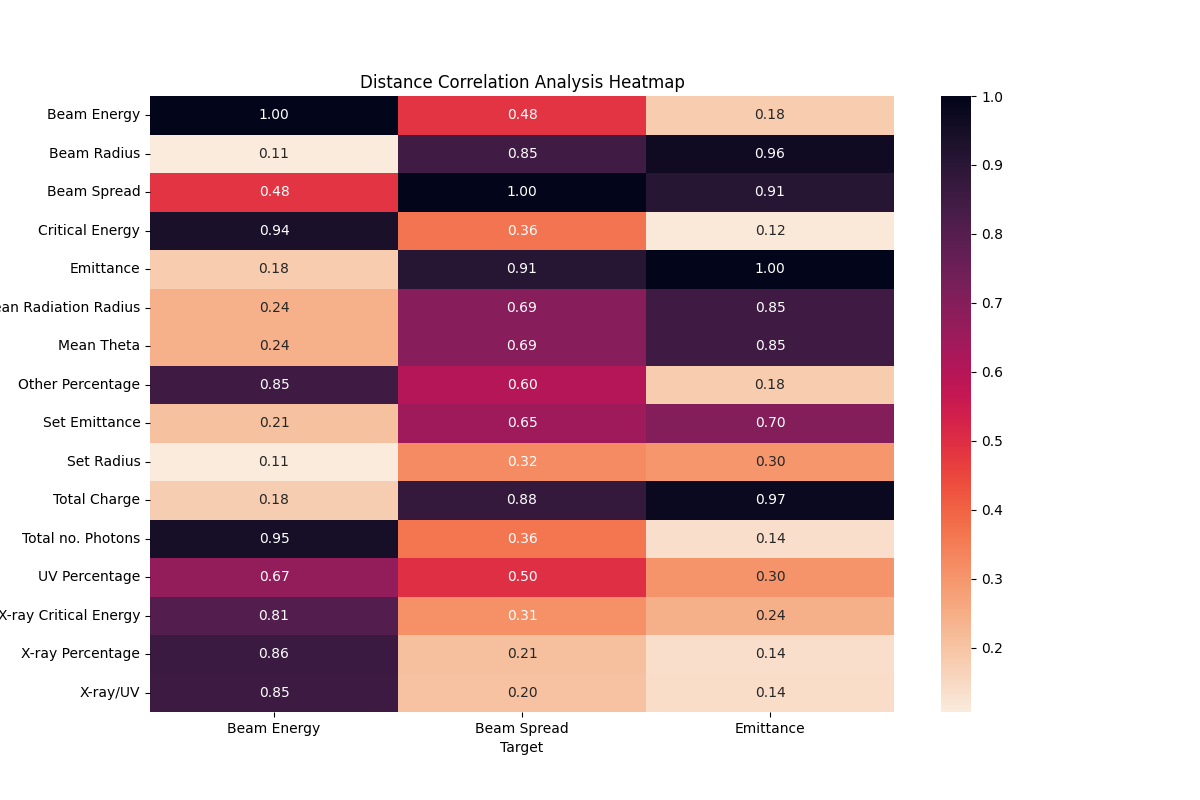 Distance Correlation Analysis Heatmap
Beam Energy 1.00 0.48 0.18
Beam Radius 0.11 0.85 0.96
Beam Spread 0.48 1.00 0.91
Critical Energy 0.94 0.36 0.12
Emittance 0.18 0.91 1.00
ean Radiation Radius 0.24 0.69 0.85
Mean Theta 0.24 0.69 0.85
Other Percentage 0.85 0.60 0.18
Set Emittance 0.21 0.65 0.70
Set Radius 0.11 0.32 0.30
Total Charge 0.18 0.88 0.97
Total no. Photons 0.95 0.36 0.14
UV Percentage 0.67 0.50 0.30
X-ray Critical Energy 0.81 0.31 0.24
X-ray Percentage 0.86 0.21 0.14
X-ray/UV 0.85 0.20 0.14
Beam Energy Beam Spread Emittance
Target
1.0
0.9
0.8
0.7
0.6
0.5
0.4
0.3
0.2